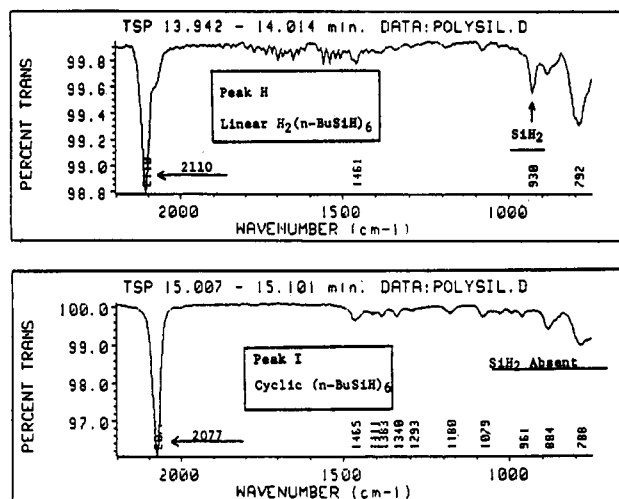 TSP 13.942 - 14.014 min. DATA:POLYSIL.D
PERCENT TRANS
99.8
99.6
99.4
99.2
99.0
98.8
Peak H
Linear H2(n-BuSiH)6
SiH2
2110
2110
1461
930
792
2000
1500
1000
WAVENUMBER (cm-1)
TSP 15.007 - 15.101 min. DATA:POLYSIL.D
PERCENT TRANS
100.0
99.0
98.0
97.0
Peak I
Cyclic (n-BuSiH)6
SiH2 Absent
2077
1465
1411
1383
1340
1293
1180
1079
961
884
788
2000
1500
1000
WAVENUMBER (cm-1)